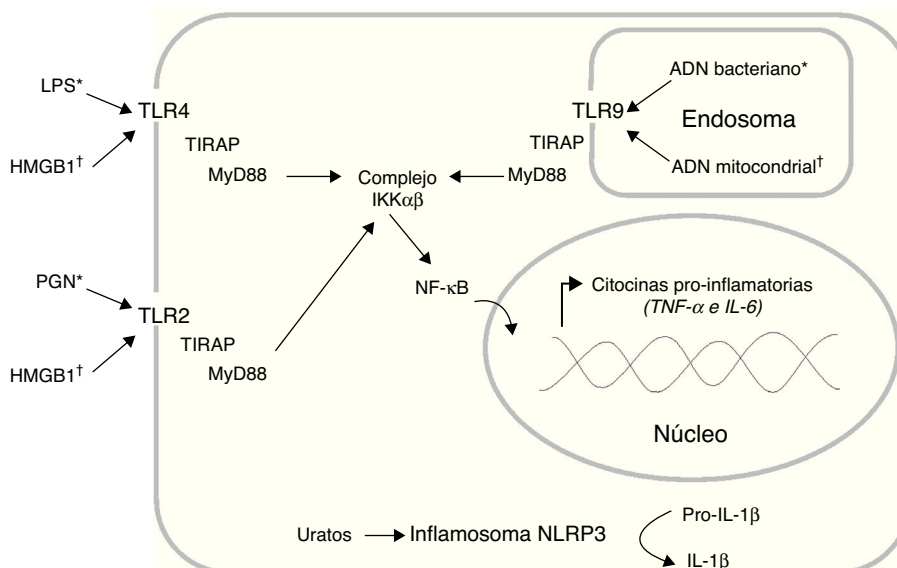 LPS*
TLR4
HMGB1†
TIRAP
MyD88
Complejo
IKKαβ
ADN bacteriano*
TLR9
Endosoma
TIRAP
ADN mitocondrial†
MyD88
NF-κB
PGN*
TLR2
HMGB1†
TIRAP
MyD88
Citocinas pro-inflamatorias
(TNF-α e IL-6)
Núcleo
Uratos
Inflamosoma NLRP3
Pro-IL-1β
IL-1β